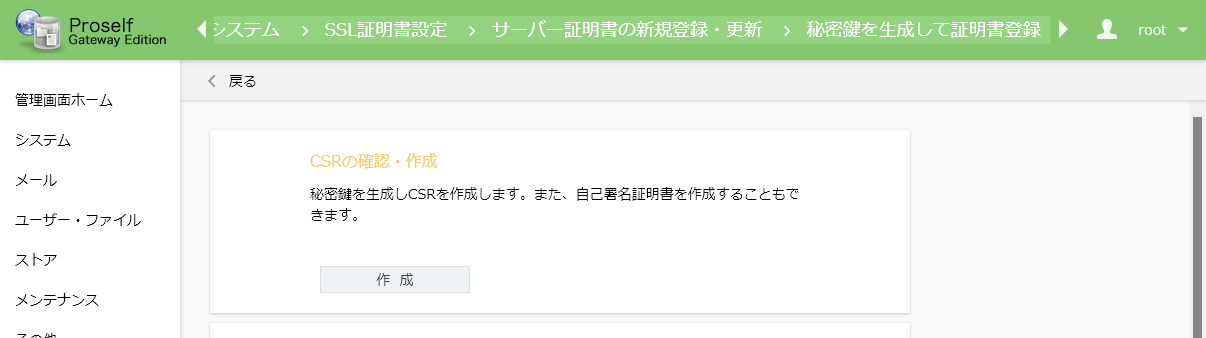 Proself
Gateway Edition
システム > SSL証明書設定 > サーバー証明書の新規登録・更新 > 秘密鍵を生成して証明書登録
root
戻る
管理画面ホーム
システム
メール
ユーザー・ファイル
ストア
メンテナンス
その他
CSRの確認・作成
秘密鍵を生成しCSRを作成します。また、自己署名証明書を作成することもで
きます。
作 成